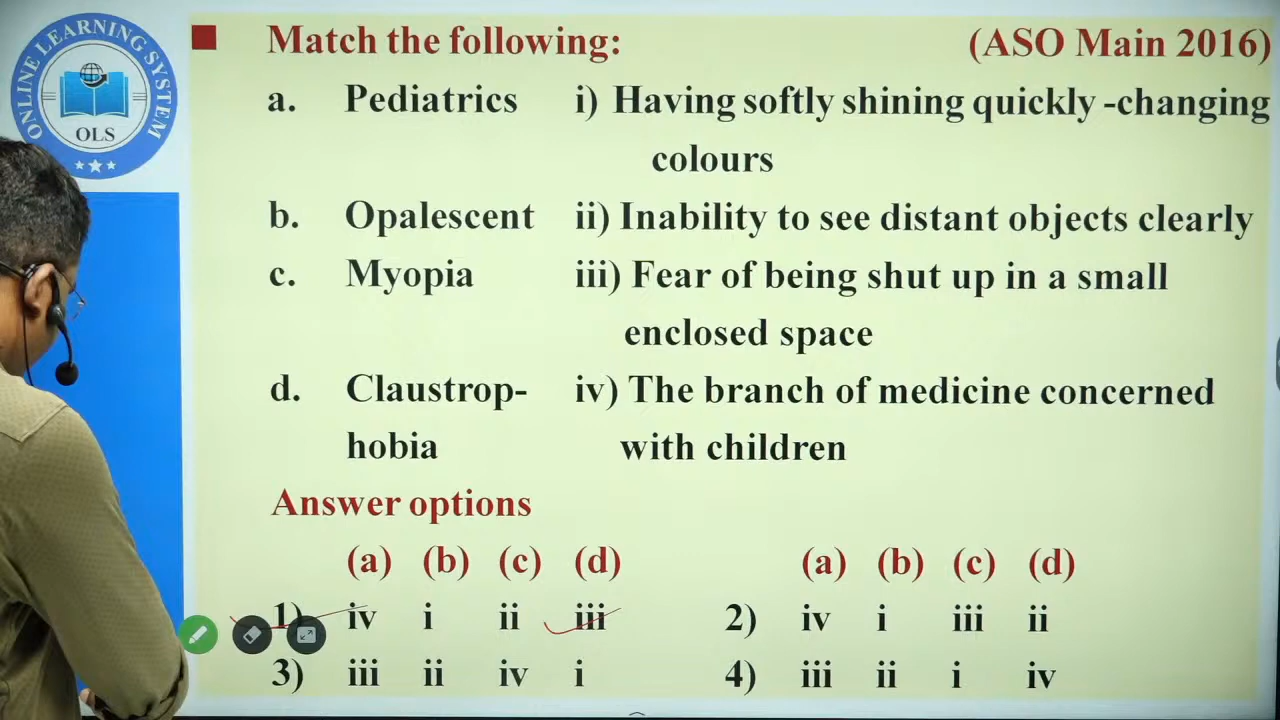 ONLINE LEARNING SYSTEM
OLS
Match the following: (ASO Main 2016)
a. Pediatrics i) Having softly shining quickly -changing
colours
b. Opalescent ii) Inability to see distant objects clearly
c. Myopia iii) Fear of being shut up in a small
enclosed space
d. Claustrop- iv) The branch of medicine concerned
hobia with children
Answer options
(a) (b) (c) (d) (a) (b) (c) (d)
1) iv i ii iii 2) iv i iii ii
3) iii ii iv i 4) iii ii i iv